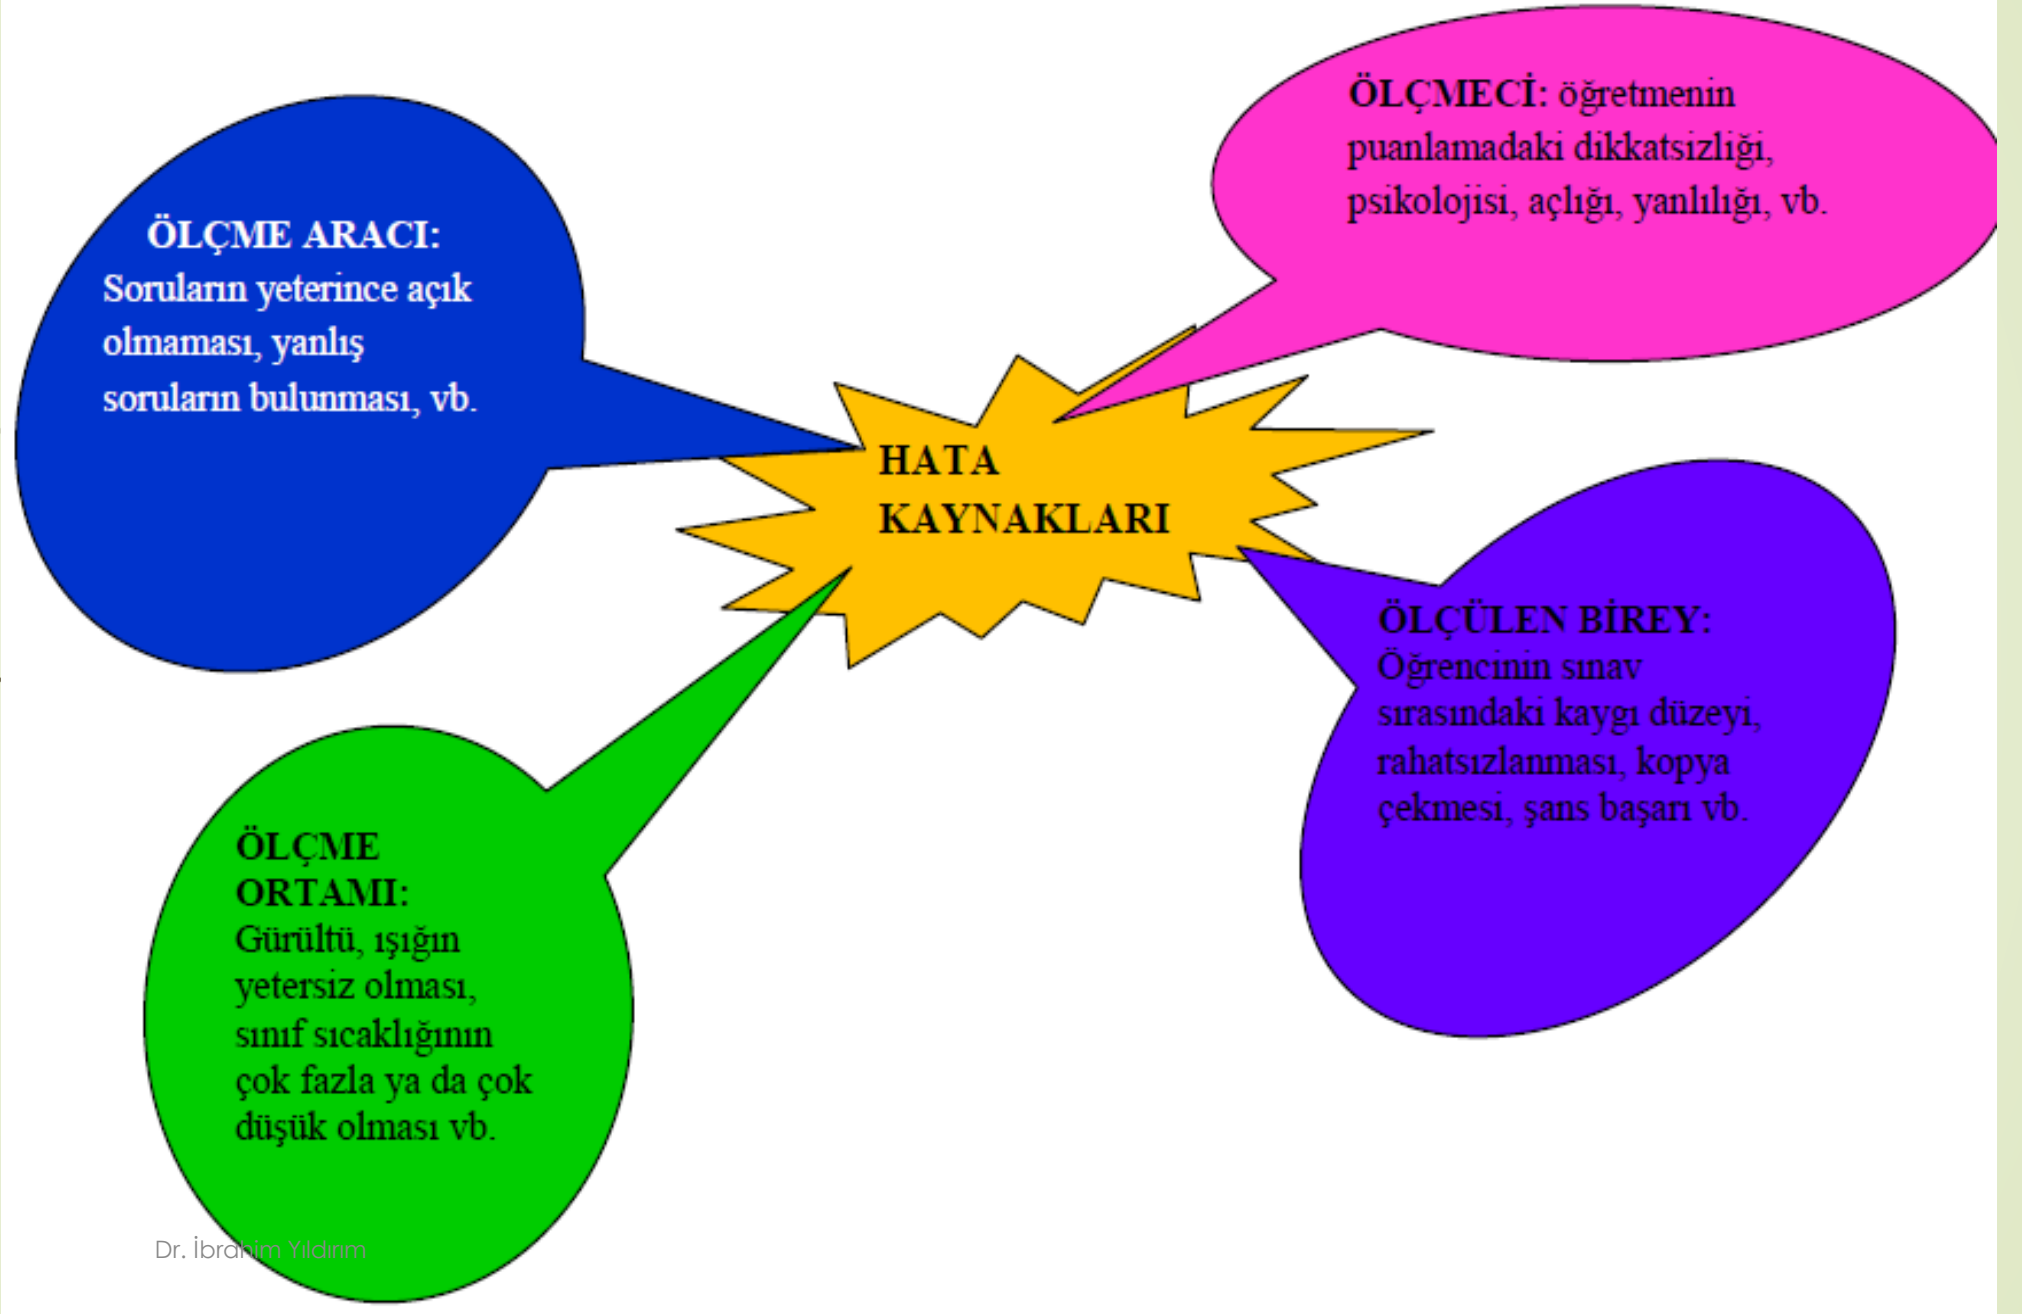 ÖLÇME ARACI:
Soruların yeterince açık
olmaması, yanlış
soruların bulunması, vb.
ÖLÇMECİ: öğretmenin
puanlamadaki dikkatsizliği,
psikolojisi, açlığı, yanlılığı, vb.
HATA
KAYNAKLARI
ÖLÇÜLEN BİREY:
Öğrencinin sınav
sırasındaki kaygı düzeyi,
rahatsızlanması, kopya
çekmesi, şans başarı vb.
ÖLÇME
ORTAMI:
Gürültü, ışığın
yetersiz olması,
sınıf sıcaklığının
çok fazla ya da çok
düşük olması vb.
Dr. İbrahim Yıldırım